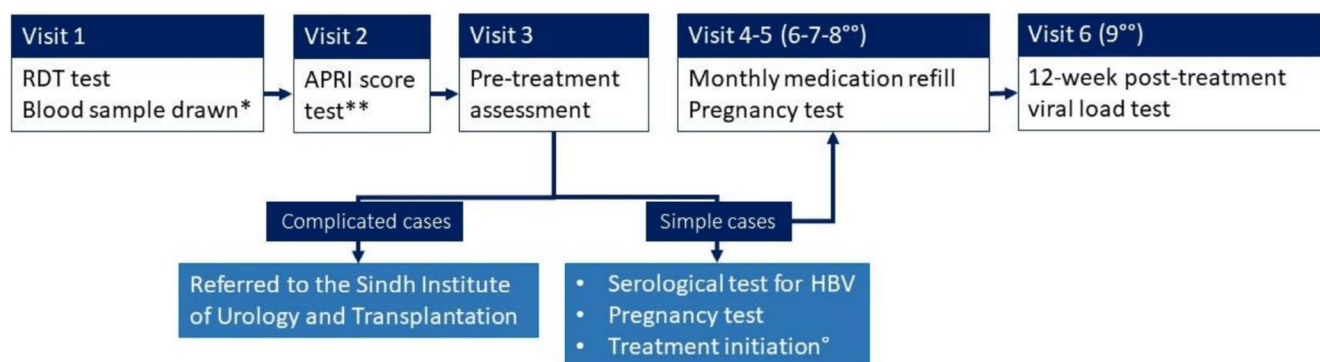 Visit 1
RDT test
Blood sample drawn*
Visit 2
APRI score
test**
Visit 3
Pre-treatment
assessment
Visit 4-5 (6-7-8°°)
Monthly medication refill
Pregnancy test
Visit 6 (9°°)
12-week post-treatment
viral load test
Complicated cases
Referred to the Sindh Institute
of Urology and Transplantation
Simple cases
• Serological test for HBV
• Pregnancy test
• Treatment initiation°